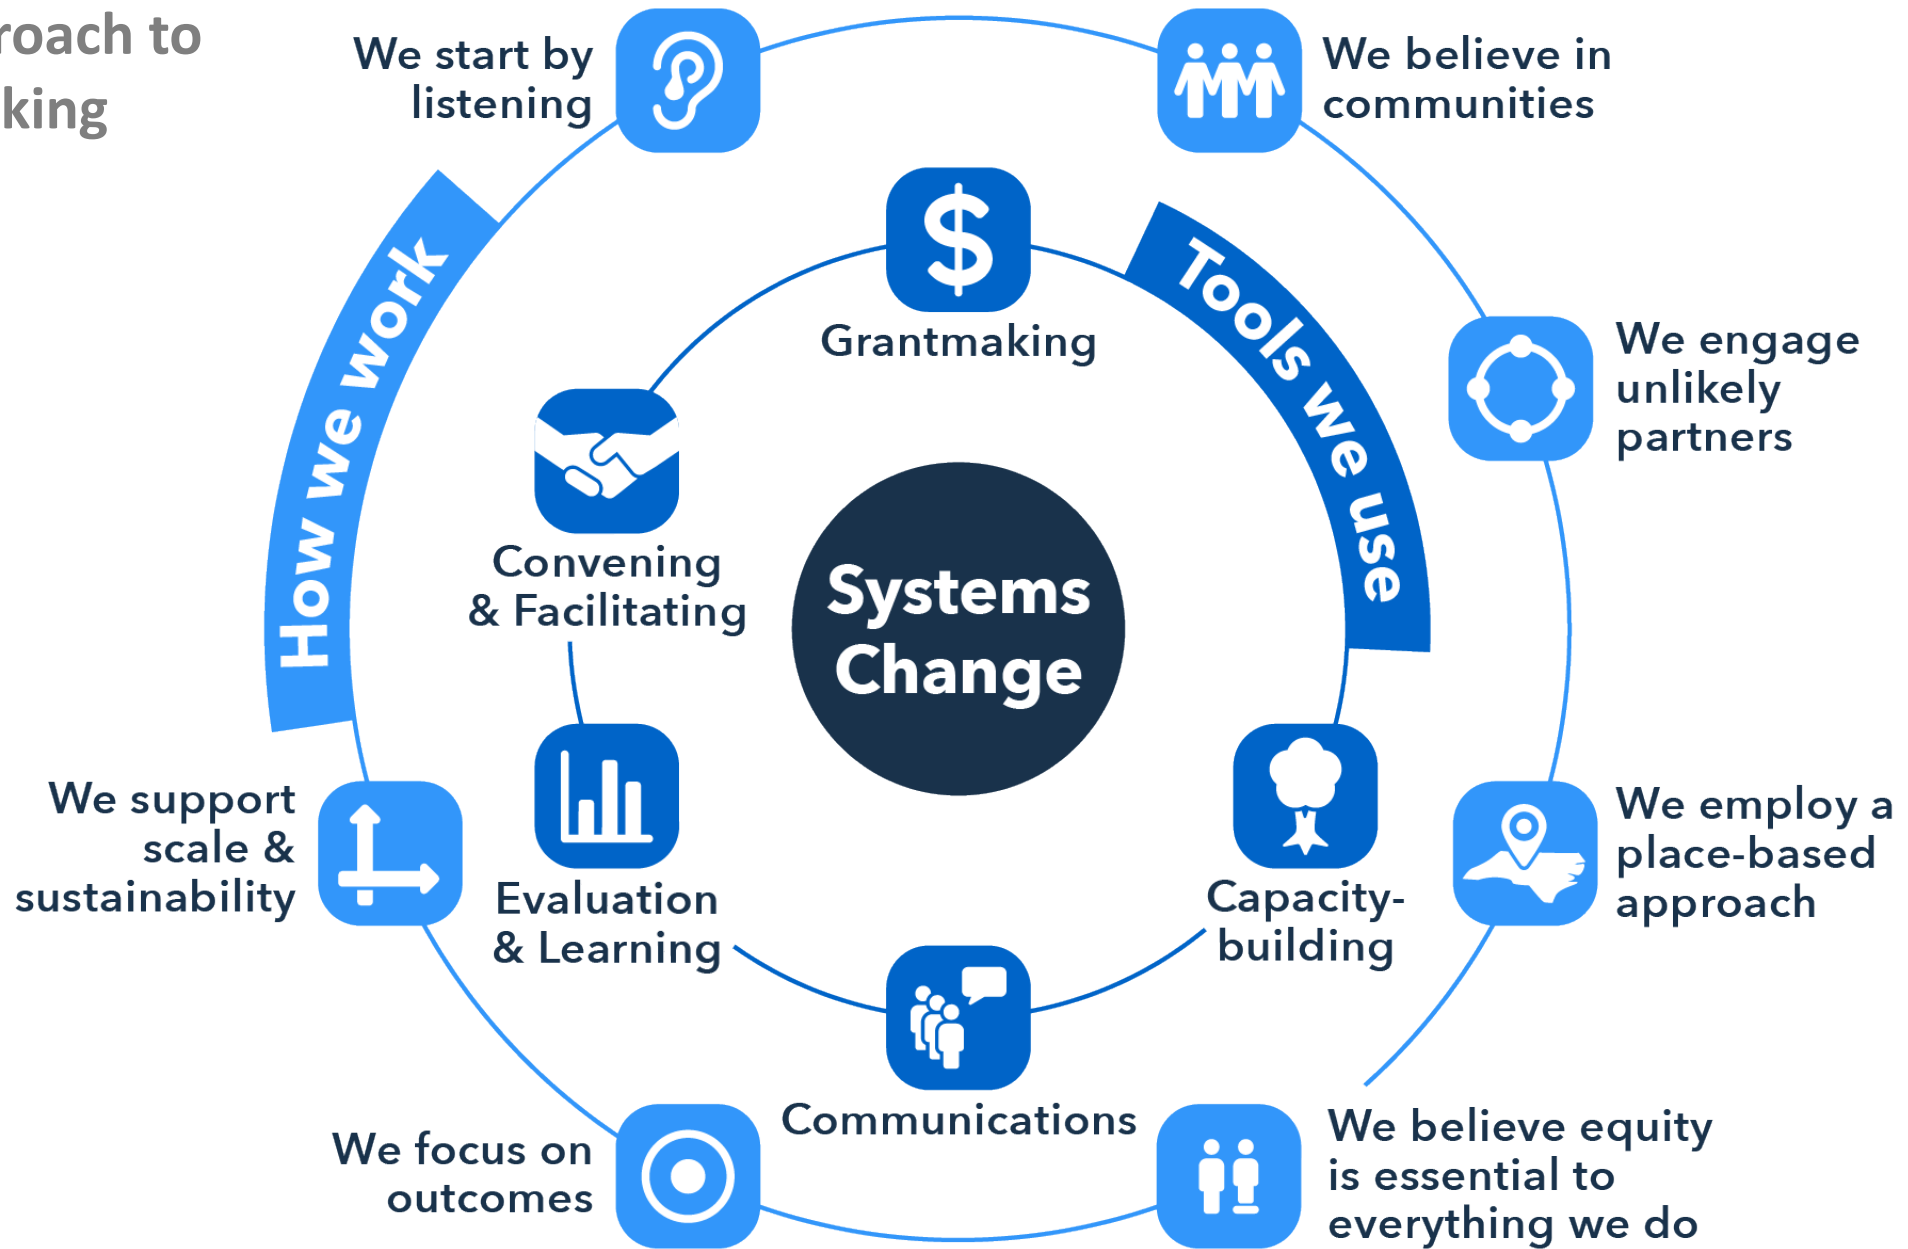 roach to
king
We start by
listening
We believe in
communities
How we work
Tools we use
Grantmaking
We engage
unlikely
partners
Convening
& Facilitating
Systems
Change
We support
scale &
sustainability
Evaluation
& Learning
Capacity-
building
We employ a
place-based
approach
Communications
We focus on
outcomes
We believe equity
is essential to
everything we do